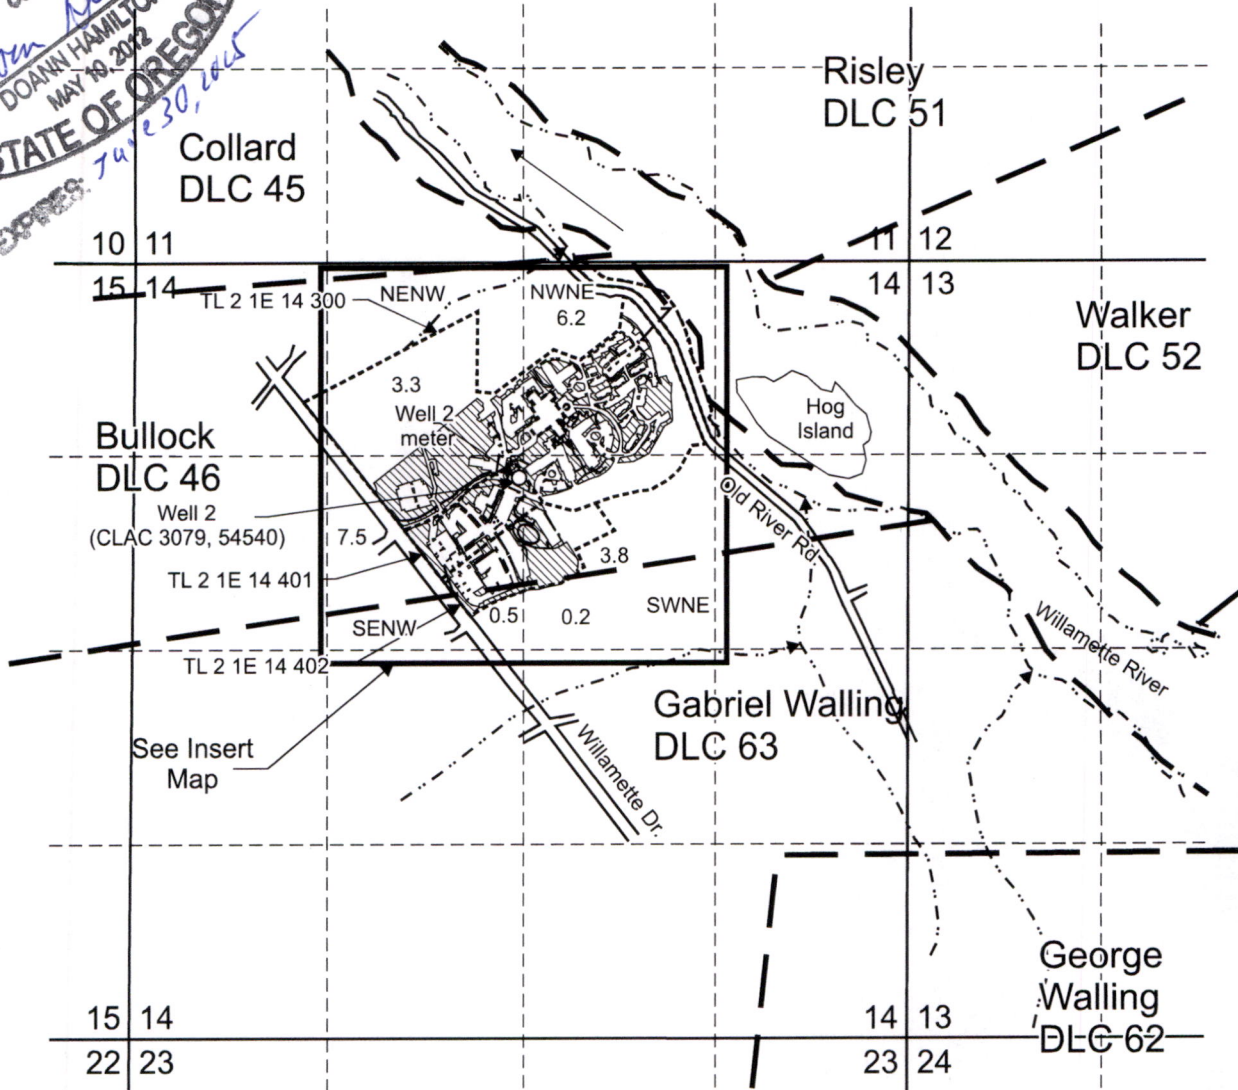 DOANN HAMILTON
MAY 10, 2012
STATE OF OREGON
EXPIRES: June 30, 2025
Risley
DLC 51
Collard
DLC 45
10 11
11 12
15 14
14 13
TL 2 1E 14 300
NENW
NWNE
6.2
Walker
DLC 52
3.3
Well 2
meter
Hog
Island
Bullock
DLC 46
Well 2
(CLAC 3079, 54540)
7.5
Old River Rd
3.8
TL 2 1E 14 401
0.5
0.2
SWNE
SENW
TL 2 1E 14 402
Willamette River
Gabriel Walling
DLC 63
See Insert
Map
Willamette Dr.
George
Walling
DLC 62
15 14
14 13
22 23
23 24